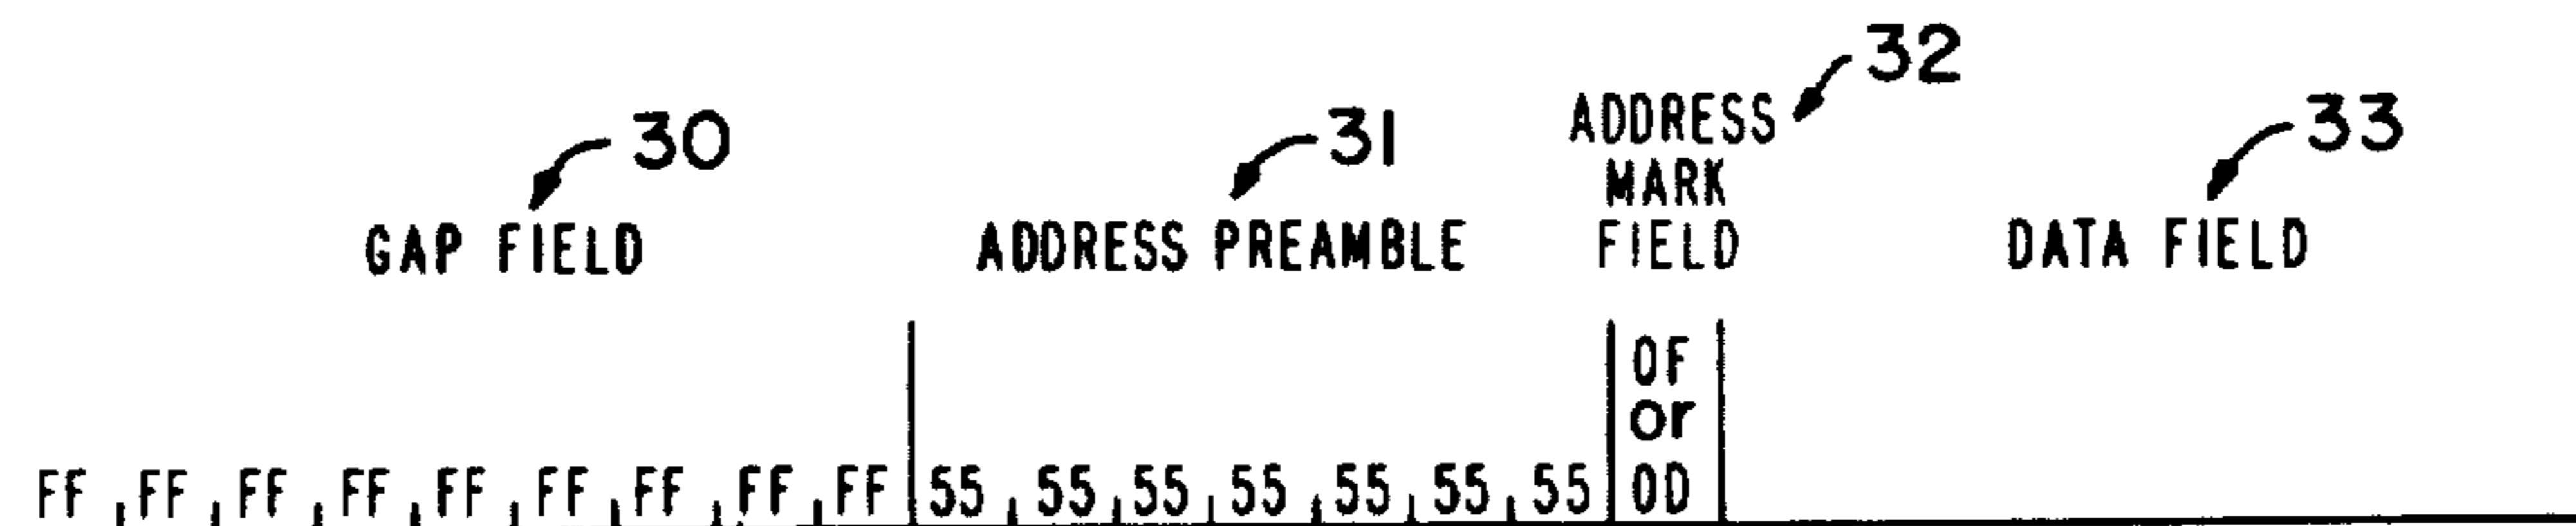 32
ADDRESS
30
31
33
MARK
GAP FIELD
ADDRESS PREAMBLE
FIELD
DATA FIELD
0F
or
FF FF FF FF FF FF FF FF FF 55 55 55 55 55 55 55 0D